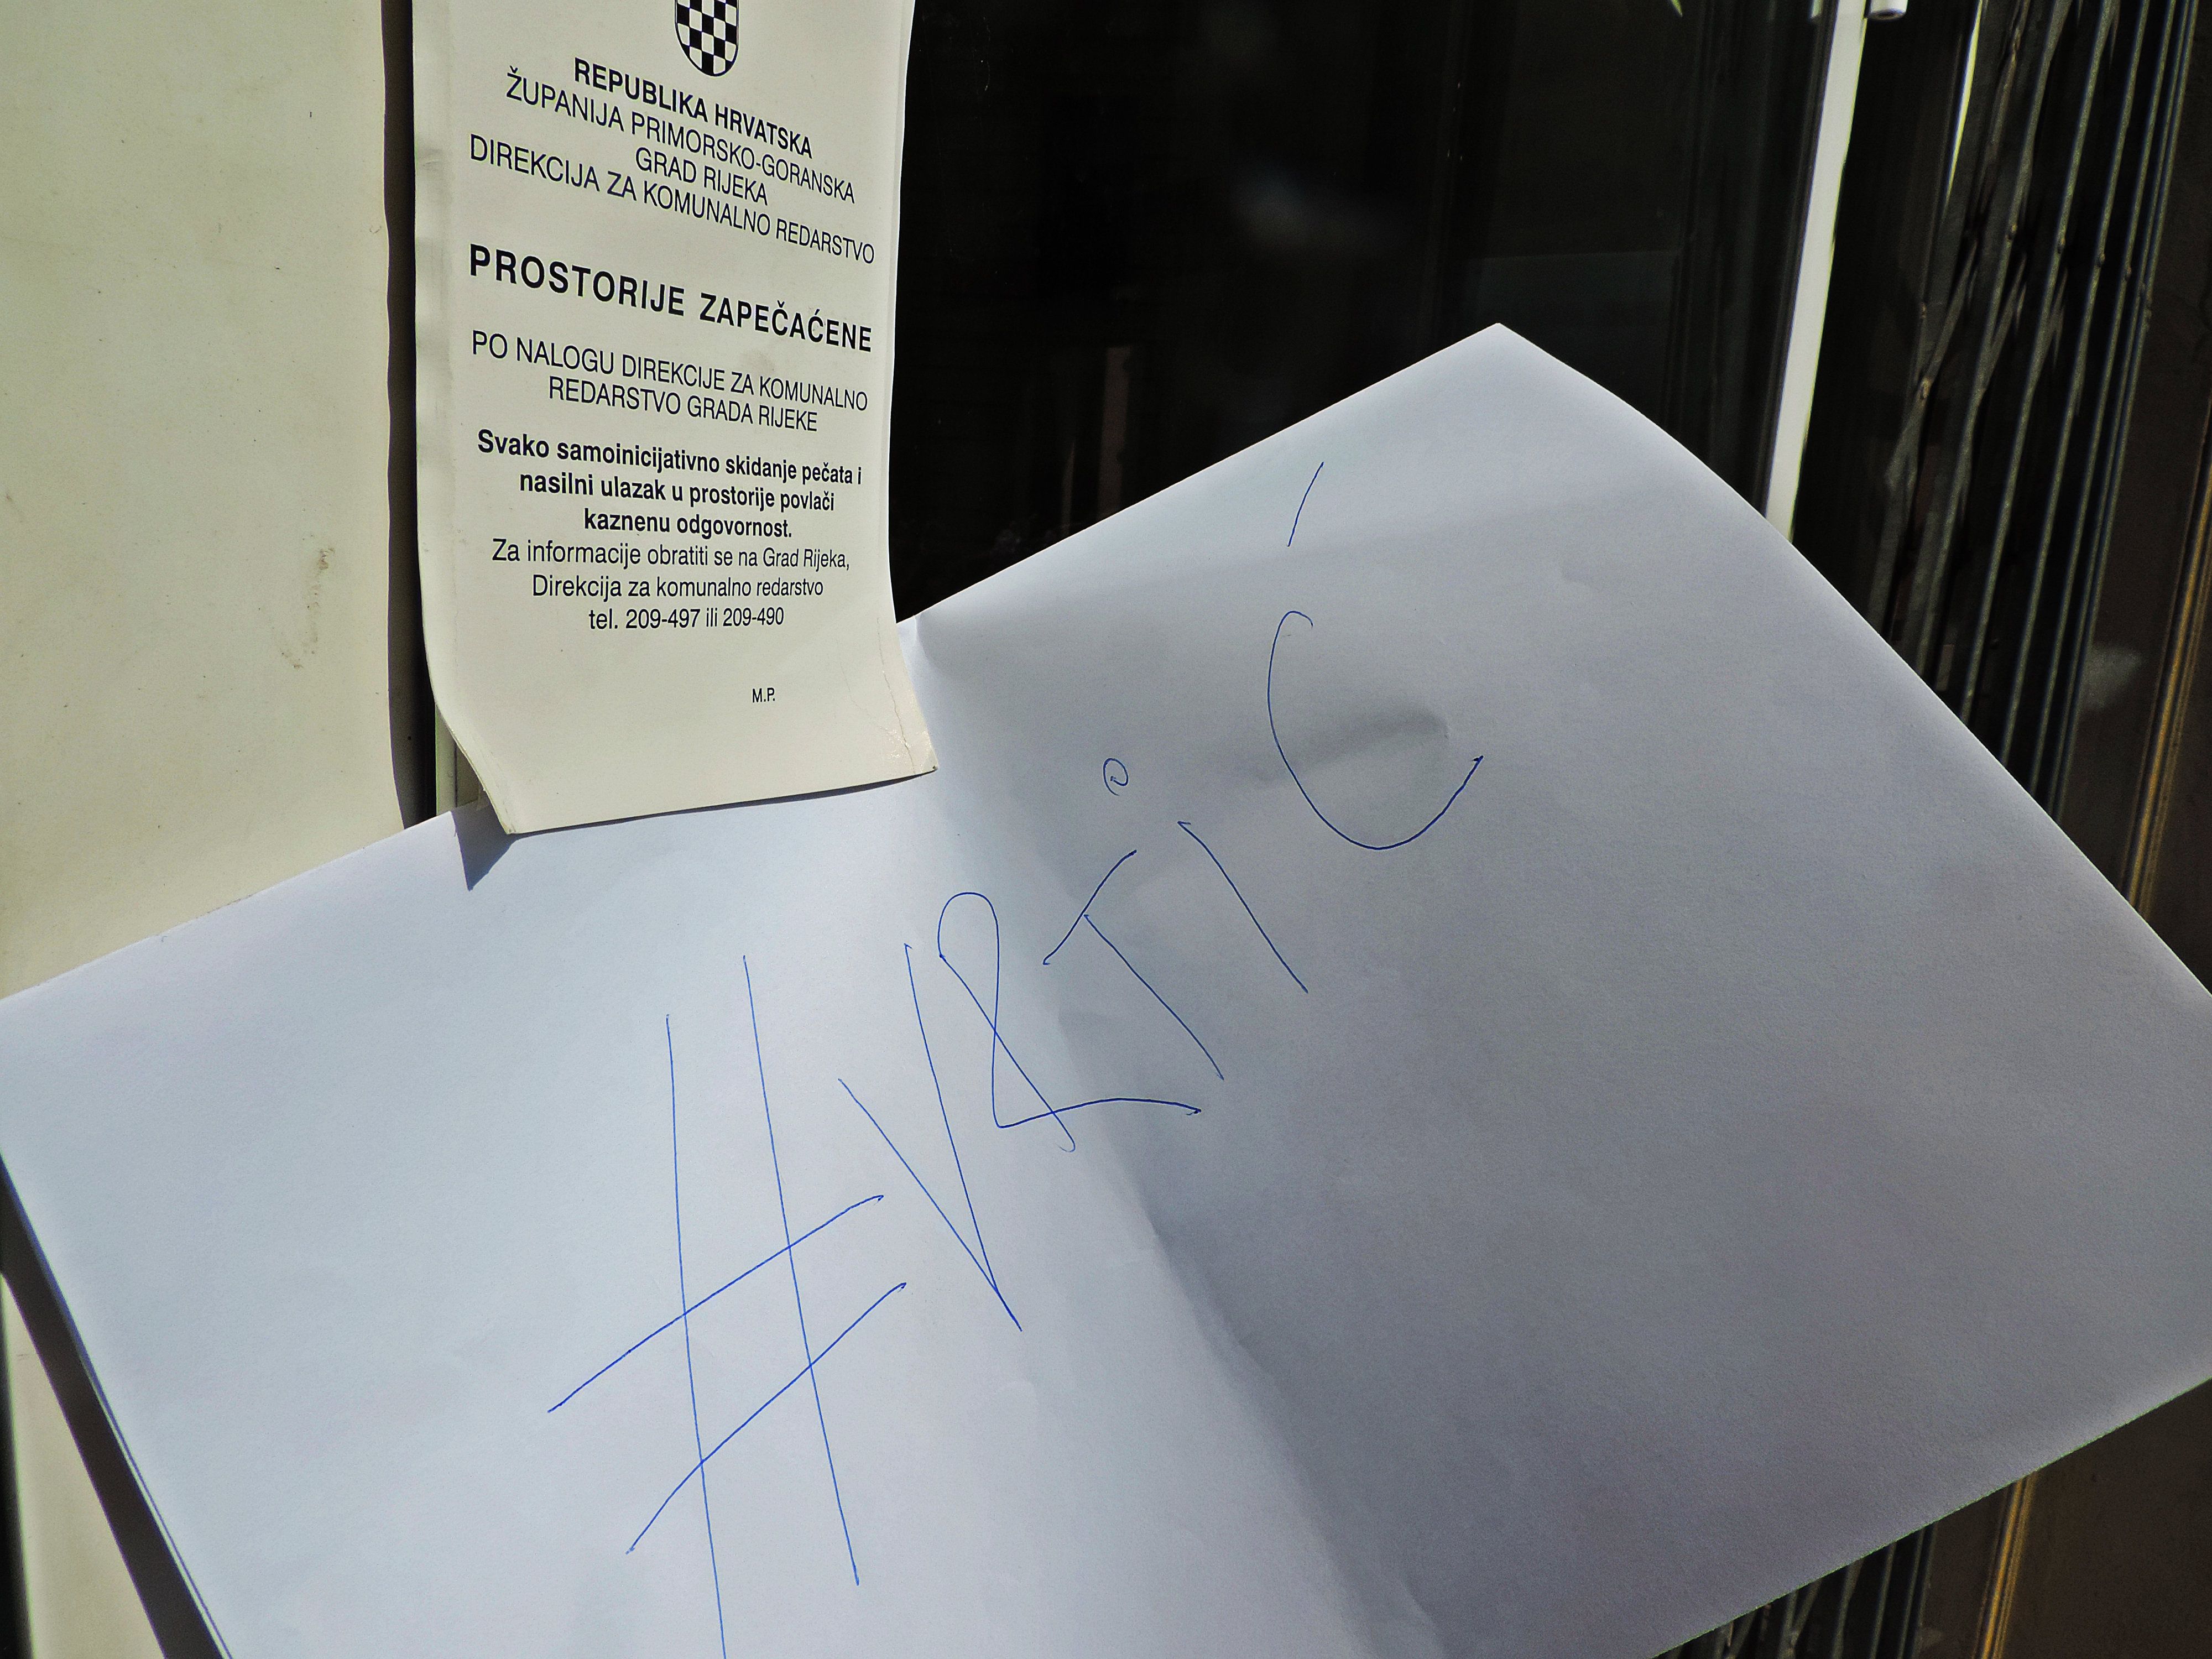 REPUBLIKA HRVATSKA
ŽUPANIJA PRIMORSKO-GORANSKA
GRAD RIJEKA
DIREKCIJA ZA KOMUNALNO REDARSTVO
PROSTORIJE ZAPEČAĆENE
PO NALOGU DIREKCIJE ZA KOMUNALNO
REDARSTVO GRADA RIJEKE
Svako samoinicijativno skidanje pečata i
nasilni ulazak u prostorije povlači
kaznenu odgovornost.
Za informacije obratiti se na Grad Rijeka,
Direkcija za komunalno redarstvo
tel. 209-497 ili 209-490
M.P.
#VRTIĆ